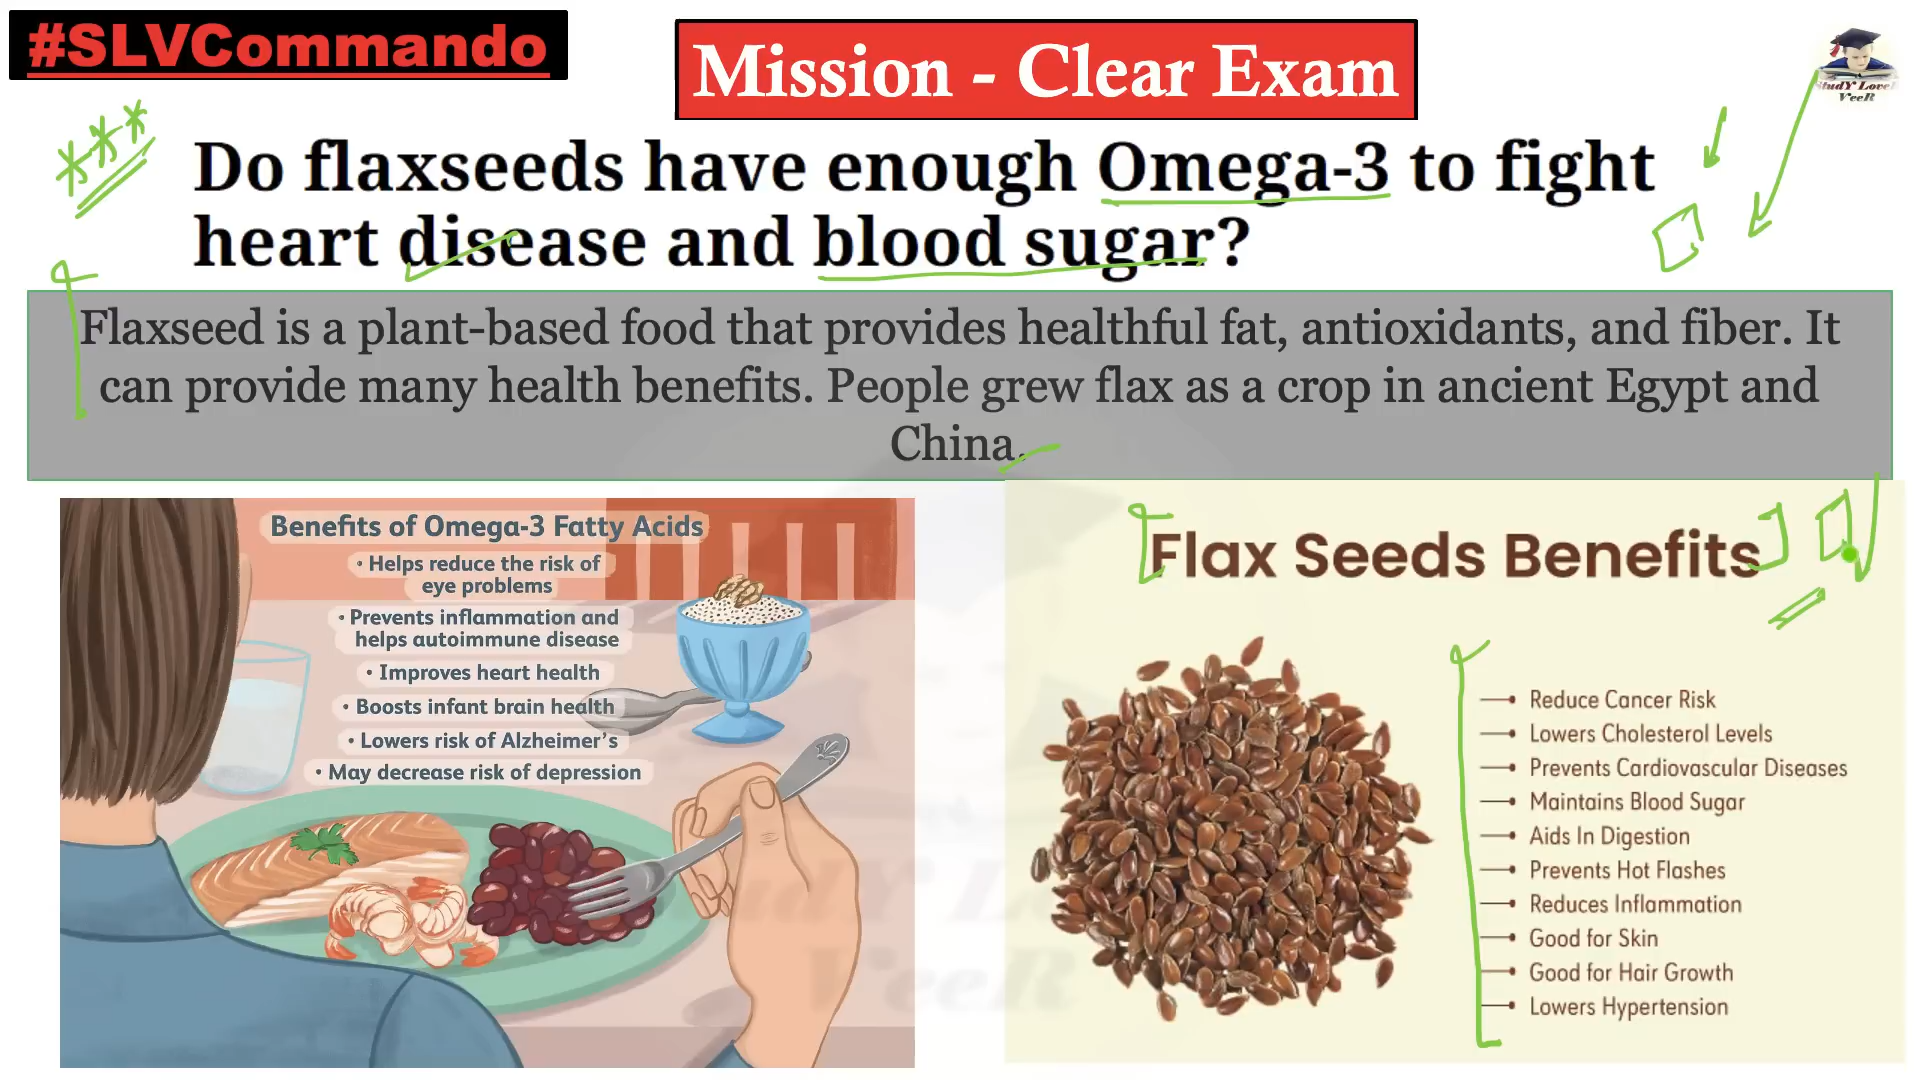 #SLVCommando
Mission - Clear Exam
StudY LoveR
VeeR
Do flaxseeds have enough Omega-3 to fight
heart disease and blood sugar?
Flaxseed is a plant-based food that provides healthful fat, antioxidants, and fiber. It
can provide many health benefits. People grew flax as a crop in ancient Egypt and
China.
Benefits of Omega-3 Fatty Acids
• Helps reduce the risk of
eye problems
• Prevents inflammation and
helps autoimmune disease
• Improves heart health
• Boosts infant brain health
• Lowers risk of Alzheimer's
• May decrease risk of depression
Flax Seeds Benefits
Reduce Cancer Risk
Lowers Cholesterol Levels
Prevents Cardiovascular Diseases
Maintains Blood Sugar
Aids In Digestion
Prevents Hot Flashes
Reduces Inflammation
Good for Skin
Good for Hair Growth
Lowers Hypertension